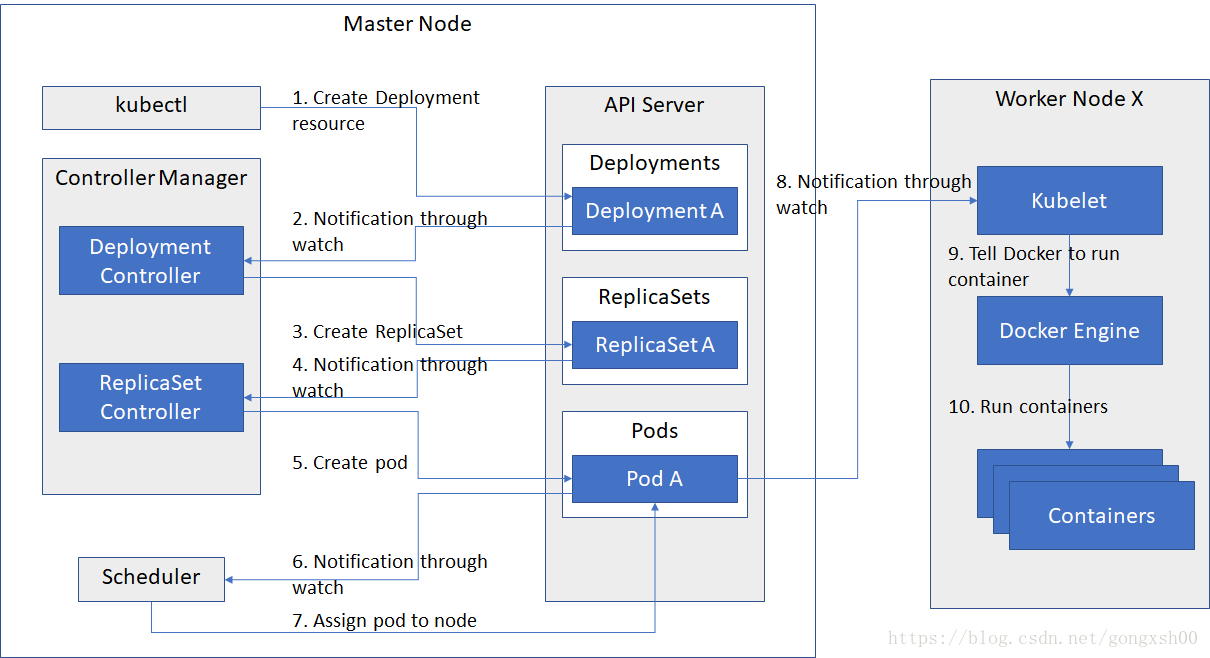 Master Node
kubectl
1. Create Deployment
resource
API Server
Worker Node X
Deployments
Controller Manager
Deployment A
8. Notification through
watch
Kubelet
2. Notification through
watch
Deployment
Controller
9. Tell Docker to run
container
ReplicaSets
3. Create ReplicaSet
ReplicaSet A
Docker Engine
4. Notification through
watch
ReplicaSet
Controller
10. Run containers
Pods
5. Create pod
Pod A
Containers
6. Notification through
watch
Scheduler
7. Assign pod to node
https://blog.csdn.net/gongxsh00